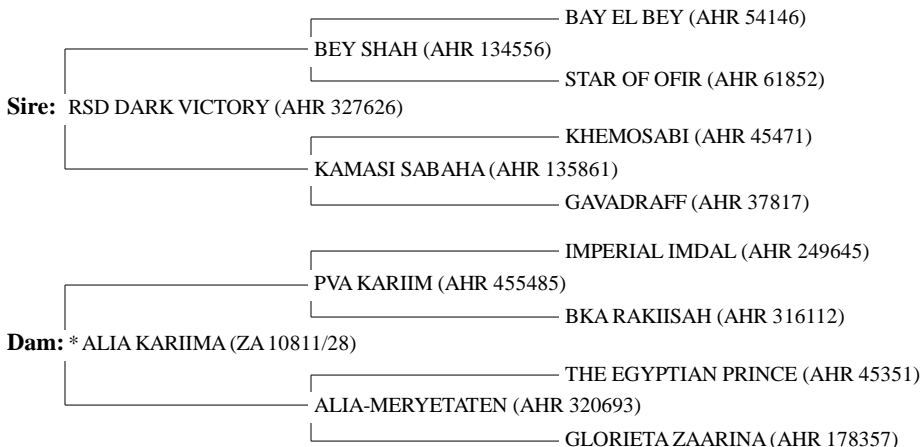 BAY EL BEY (AHR 54146)
BEY SHAH (AHR 134556)
STAR OF OFIR (AHR 61852)
Sire: RSD DARK VICTORY (AHR 327626)
KHEMOSABI (AHR 45471)
KAMASI SABAHA (AHR 135861)
GAVADRAFF (AHR 37817)
IMPERIAL IMDAL (AHR 249645)
PVA KARIIM (AHR 455485)
BKA RAKIISAH (AHR 316112)
Dam: * ALIA KARIIMA (ZA 10811/28)
THE EGYPTIAN PRINCE (AHR 45351)
ALIA-MERYETATEN (AHR 320693)
GLORIETA ZAARINA (AHR 178357)